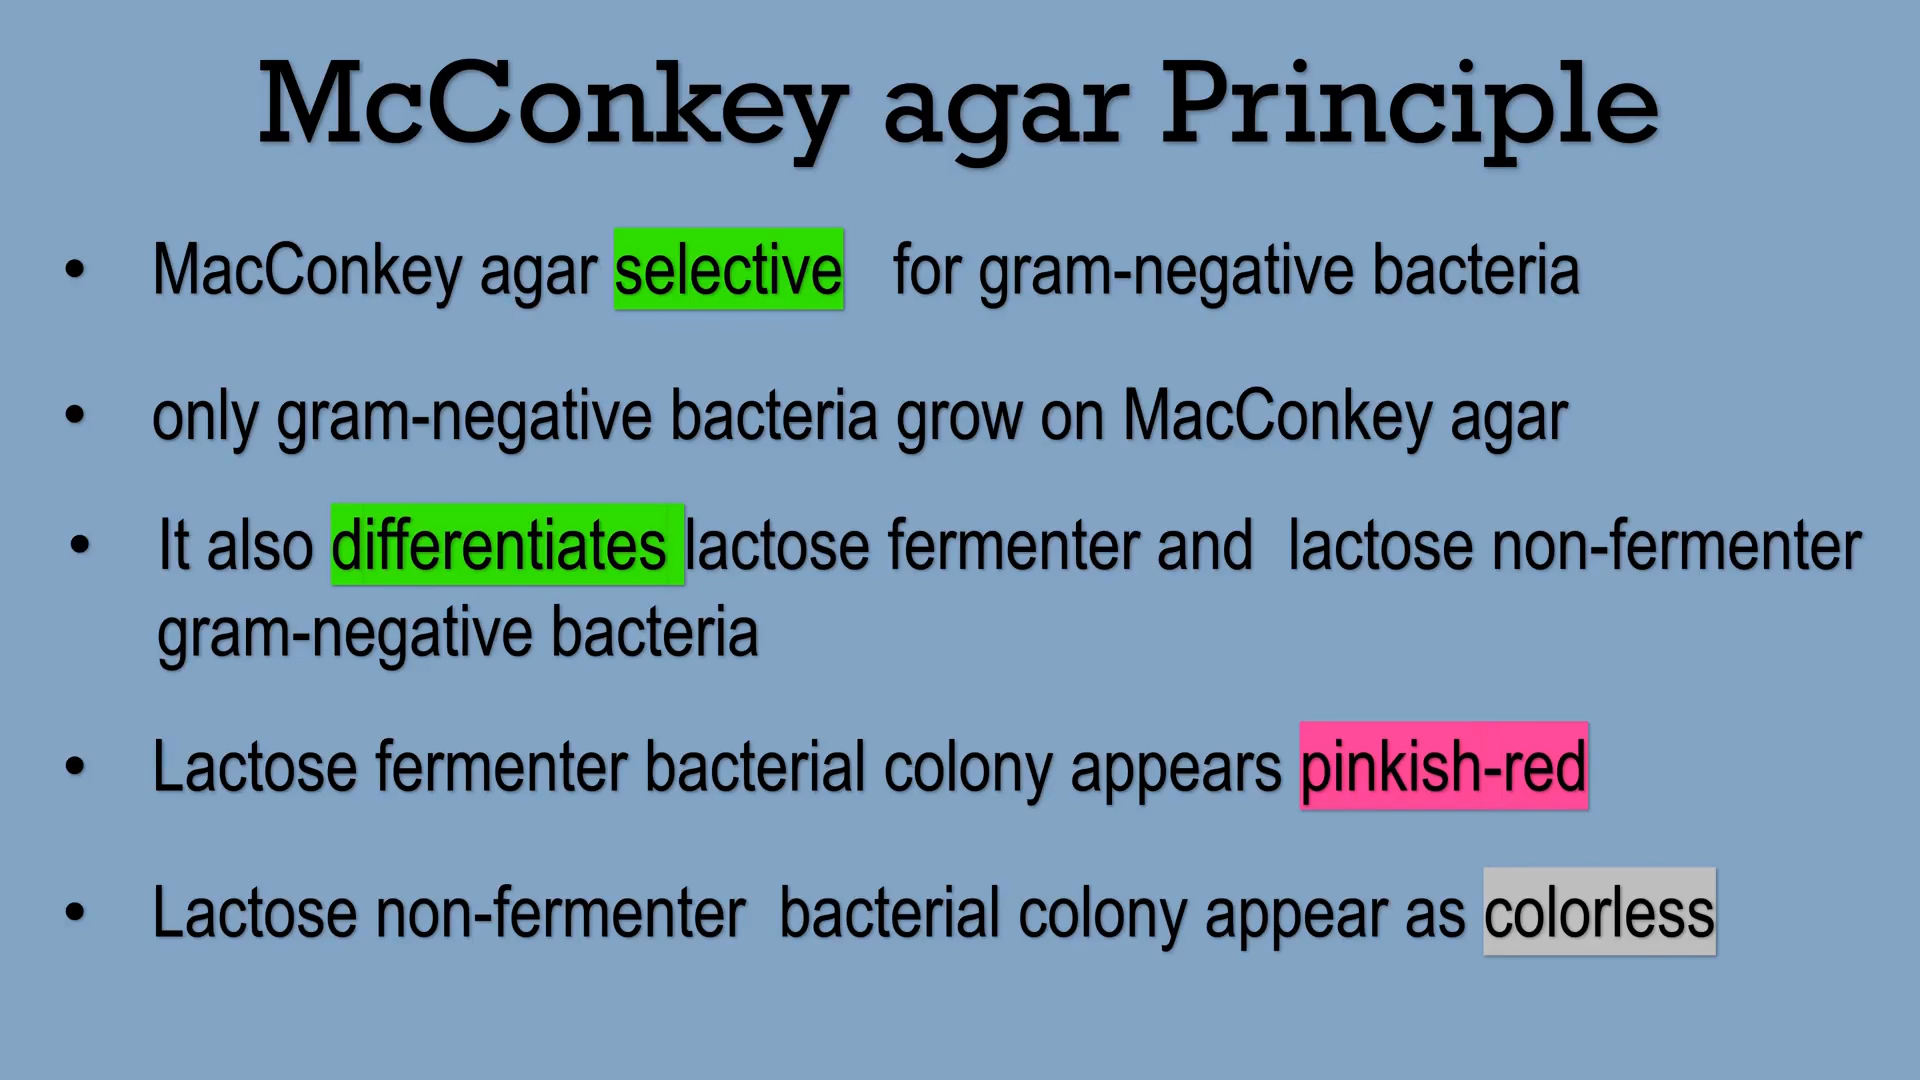 McConkey agar Principle
• MacConkey agar selective for gram-negative bacteria
• only gram-negative bacteria grow on MacConkey agar
• It also differentiates lactose fermenter and lactose non-fermenter
gram-negative bacteria
• Lactose fermenter bacterial colony appears pinkish-red
• Lactose non-fermenter bacterial colony appear as colorless